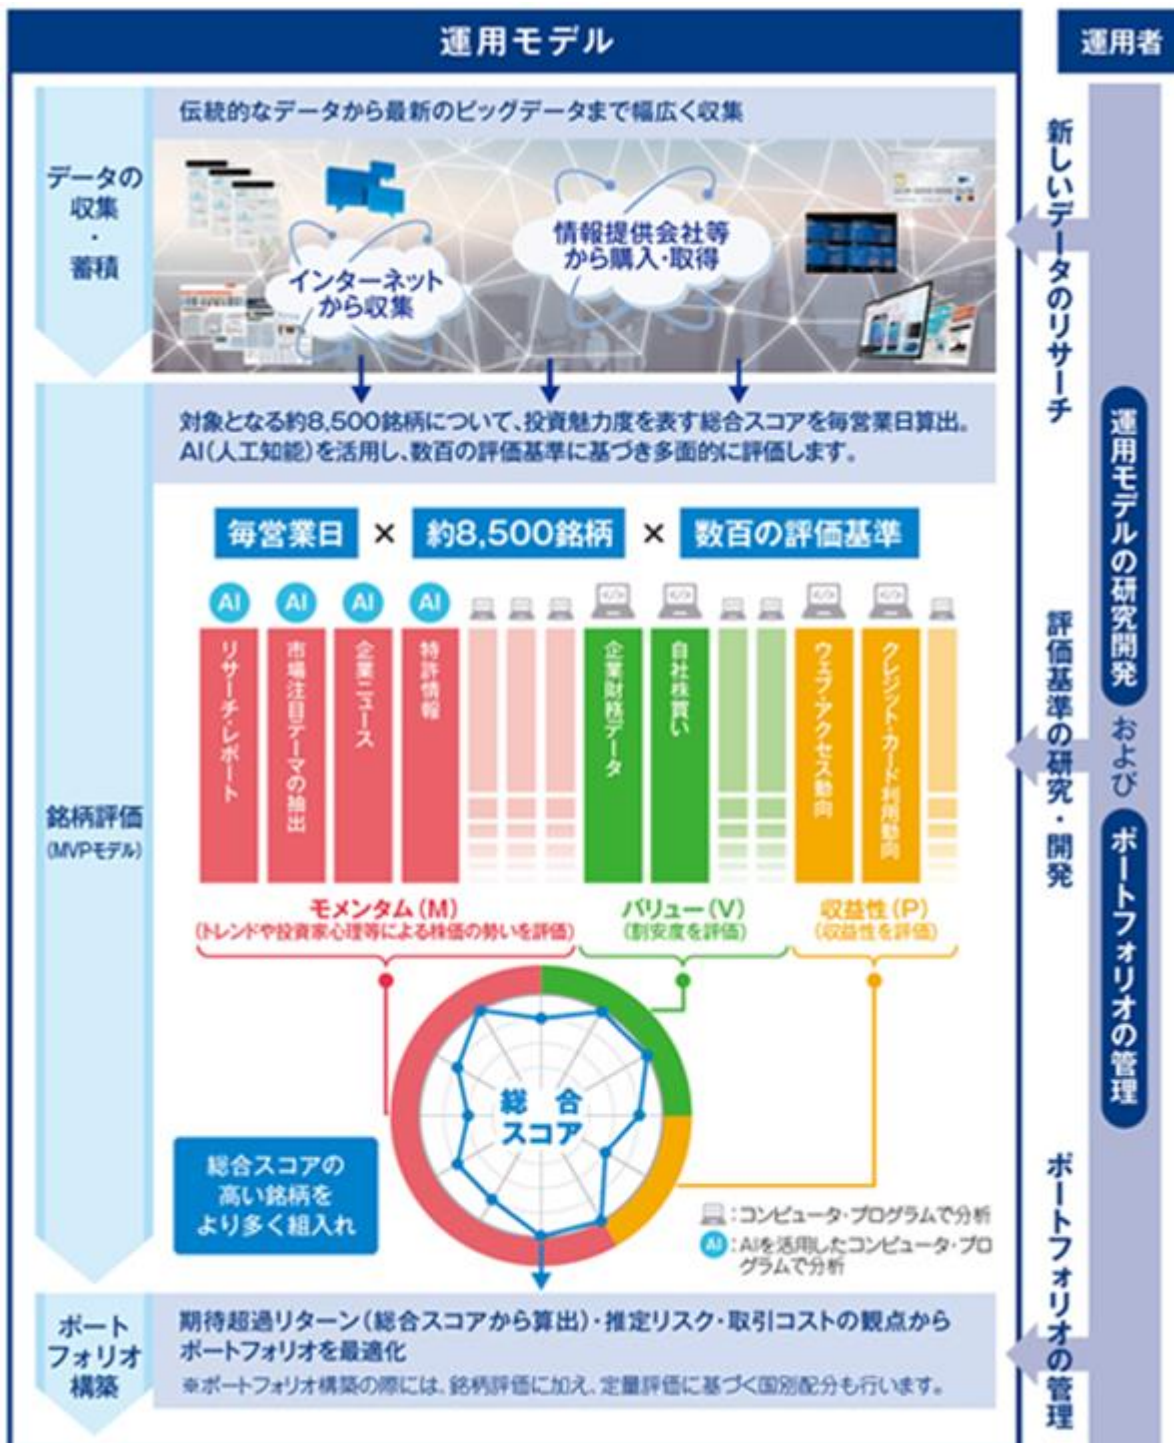 運用モデル
運用者
データの
収集
・
蓄積
伝統的なデータから最新のビッグデータまで幅広く収集
インターネット
から収集
情報提供会社等
から購入・取得
新しいデータのリサーチ
対象となる約8,500銘柄について、投資魅力度を表す総合スコアを毎営業日算出。
AI(人工知能)を活用し、数百の評価基準に基づき多面的に評価します。
毎営業日 × 約8,500銘柄 × 数百の評価基準
AI
AI
AI
AI
リサーチ・レポート
市場注目テーマの抽出
企業ニュース
特許情報
企業財務データ
自社株買い
ウェブ・アクセス動向
クレジット・カード利用動向
銘柄評価
(MVPモデル)
モメンタム(M)
(トレンドや投資家心理等による株価の勢いを評価)
バリュー(V)
(割安度を評価)
収益性(P)
(収益性を評価)
評価基準の研究・開発
運用モデルの研究開発
および
ポートフォリオの管理
総合
スコア
総合スコアの
高い銘柄を
より多く組入れ
:コンピュータ・プログラムで分析
AI:AIを活用したコンピュータ・プロ
グラムで分析
ポート
フォリオ
構築
期待超過リターン(総合スコアから算出)・推定リスク・取引コストの観点から
ポートフォリオを最適化
※ポートフォリオ構築の際には、銘柄評価に加え、定量評価に基づく国別配分も行います。
ポートフォリオの管理